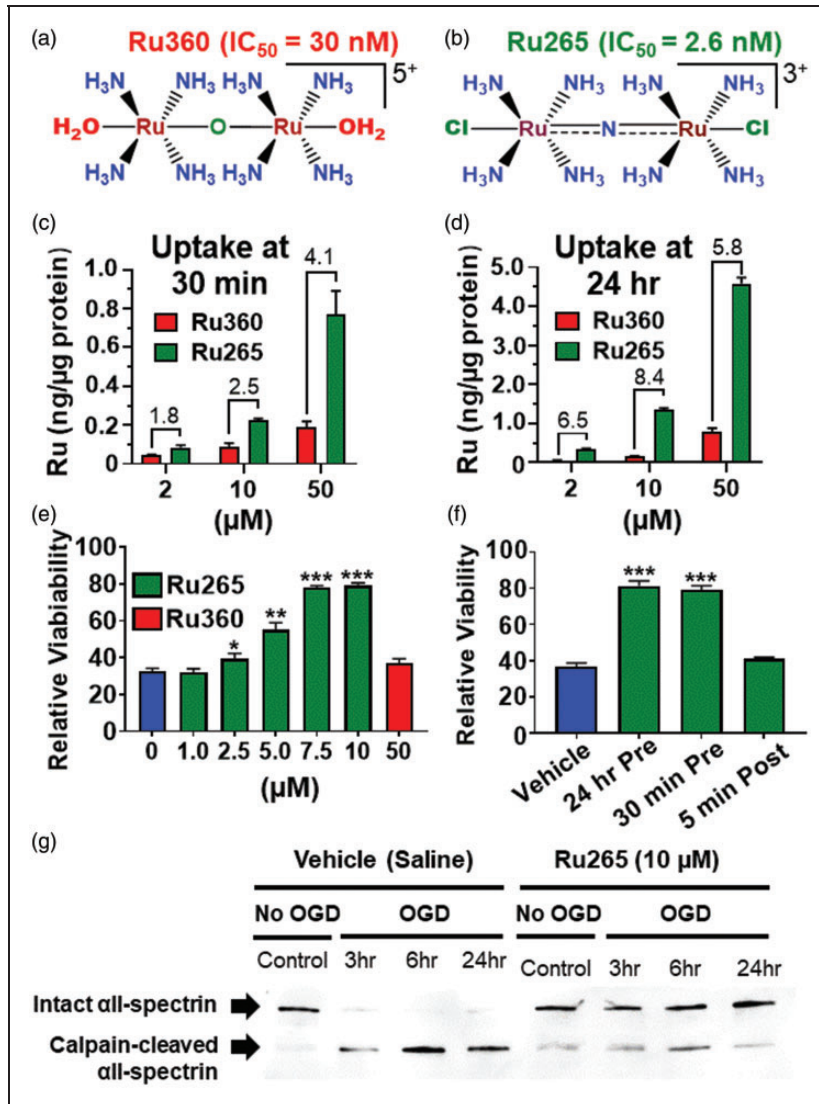 (a)
Ru360 (IC50 = 30 nM)
5+
H3N NH3 H3N NH3
H2O Ru O Ru OH2
H3N NH3 H3N NH3
(b)
Ru265 (IC50 = 2.6 nM)
3+
H3N NH3 H3N NH3
Cl Ru N Ru Cl
H3N NH3 H3N NH3
(c)
Uptake at
30 min
Ru360
Ru265
Ru (ng/µg protein)
1.0
0.8
0.6
0.4
0.2
0
1.8
2.5
4.1
2 10 50
(µM)
(d)
Uptake at
24 hr
Ru360
Ru265
Ru (ng/µg protein)
5.0
4.0
3.0
2.0
1.0
0
6.5
8.4
5.8
2 10 50
(µM)
(e)
Ru265
Ru360
Relative Viabiability
100
80
60
40
20
0
* ** *** ***
0 1.0 2.5 5.0 7.5 10 50
(µM)
(f)
Relative Viability
100
80
60
40
20
0
*** ***
Vehicle
24 hr Pre
30 min Pre
5 min Post
(g)
Vehicle (Saline) Ru265 (10 µM)
No OGD OGD No OGD OGD
Control 3hr 6hr 24hr Control 3hr 6hr 24hr
Intact αII-spectrin
Calpain-cleaved
αII-spectrin